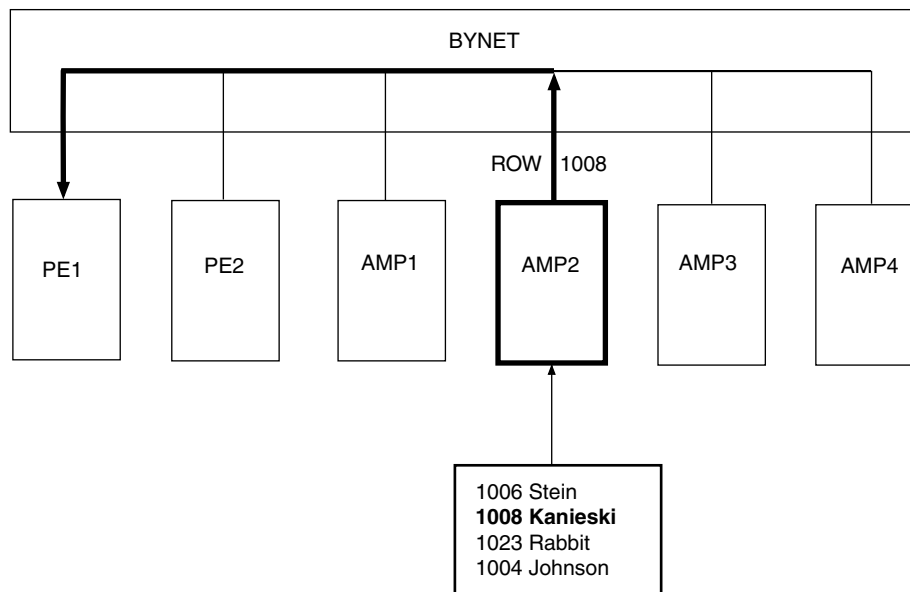 BYNET
ROW 1008
PE1
PE2
AMP1
AMP2
AMP3
AMP4
1006 Stein
1008 Kanieski
1023 Rabbit
1004 Johnson